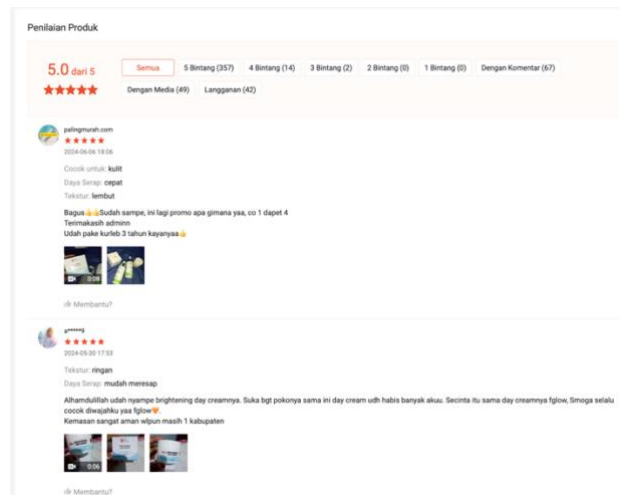 Penilaian Produk
5.0 dari 5
Semua
5 Bintang (357)
4 Bintang (14)
3 Bintang (2)
2 Bintang (0)
1 Bintang (0)
Dengan Komentar (67)
Dengan Media (49)
Langganan (42)
palingmurah.com
2024-06-06 18:06
Cocok untuk: kulit
Daya Serap: cepat
Tekstur: lembut
Bagus👍👍Sudah sampe, ini lagi promo apa gimana yaa, co 1 dapet 4
Terimakasih adminn
Udah pake kurleb 3 tahun kayanyaa👍
0:08
Membantu?
2024-05-30 17:53
Tekstur: ringan
Daya Serap: mudah meresap
Alhamdulillah udah nyampe brightening day creamnya. Suka bgt pokonya sama ini day cream udh habis banyak akuu. Secinta itu sama day creamnya fglow, Smoga selalu
cocok diwajahku yaa fglow🧡.
Kemasan sangat aman wlpun masih 1 kabupaten
0:06
Membantu?